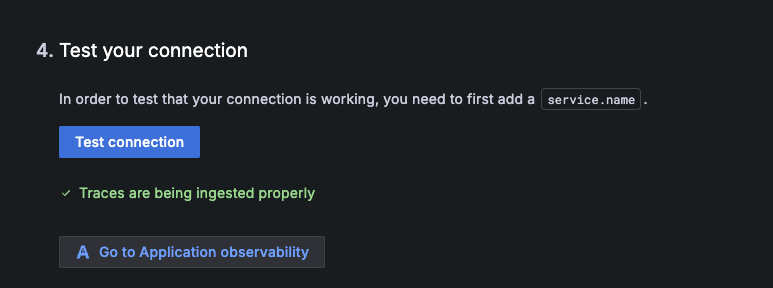 4. Test your connection
In order to test that your connection is working, you need to first add a service.name.
Test connection
✓ Traces are being ingested properly
Go to Application observability